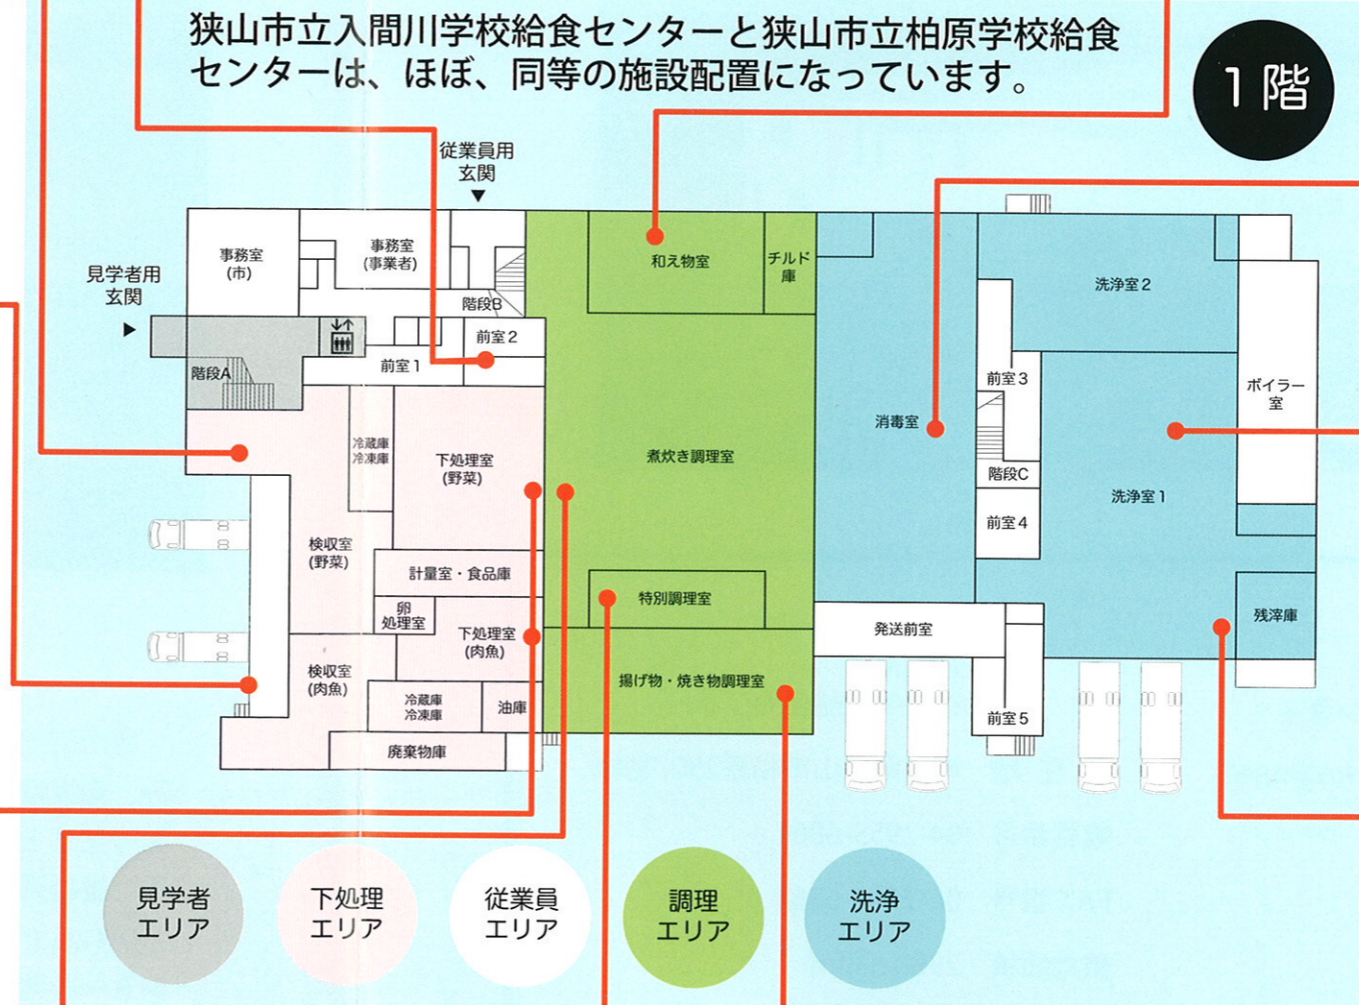 狭山市立入間川学校給食センターと狭山市立柏原学校給食
センターは、ほぼ、同等の施設配置になっています。
1階
従業員用
玄関
見学者用
玄関
事務室
(市)
事務室
(事業者)
階段B
前室2
前室1
階段A
和え物室
チルド
庫
洗浄室2
前室3
ボイラー
室
消毒室
煮炊き調理室
冷蔵庫
冷凍庫
下処理室
(野菜)
階段C
洗浄室1
前室4
検収室
(野菜)
計量室・食品庫
卵
処理室
下処理室
(肉魚)
特別調理室
発送前室
残滓庫
検収室
(肉魚)
冷蔵庫
冷凍庫
油庫
揚げ物・焼き物調理室
前室5
廃棄物庫
見学者
エリア
下処理
エリア
従業員
エリア
調理
エリア
洗浄
エリア